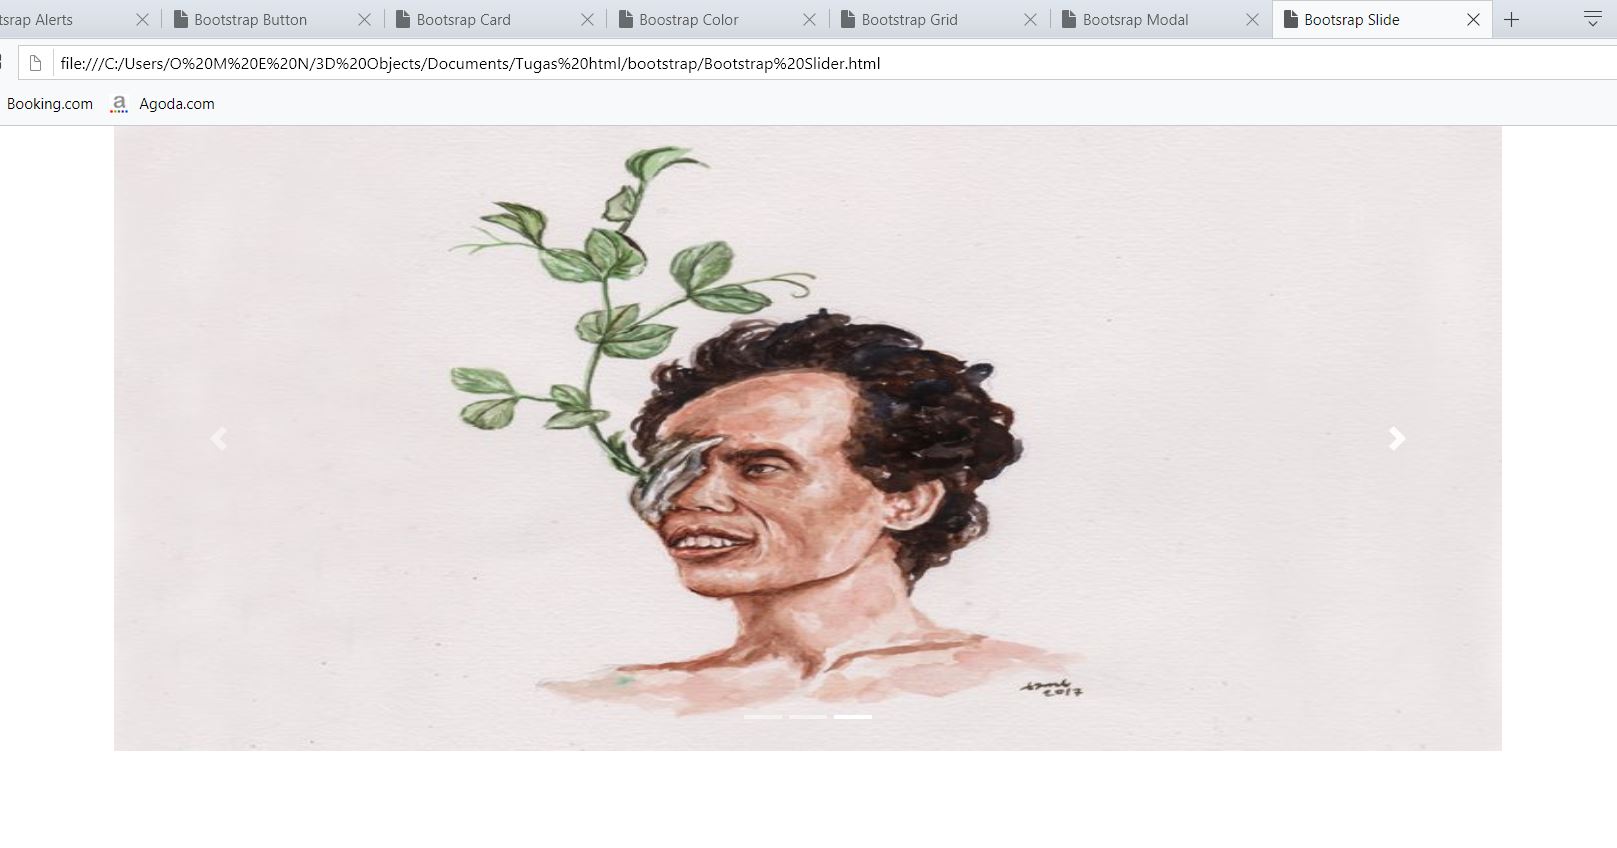 tsrap Alerts
Bootstrap Button
Bootsrap Card
Boostrap Color
Bootstrap Grid
Bootsrap Modal
Bootsrap Slide
file:///C:/Users/O%20M%20E%20N/3D%20Objects/Documents/Tugas%20html/bootstrap/Bootstrap%20Slider.html
Booking.com
a Agoda.com
2017